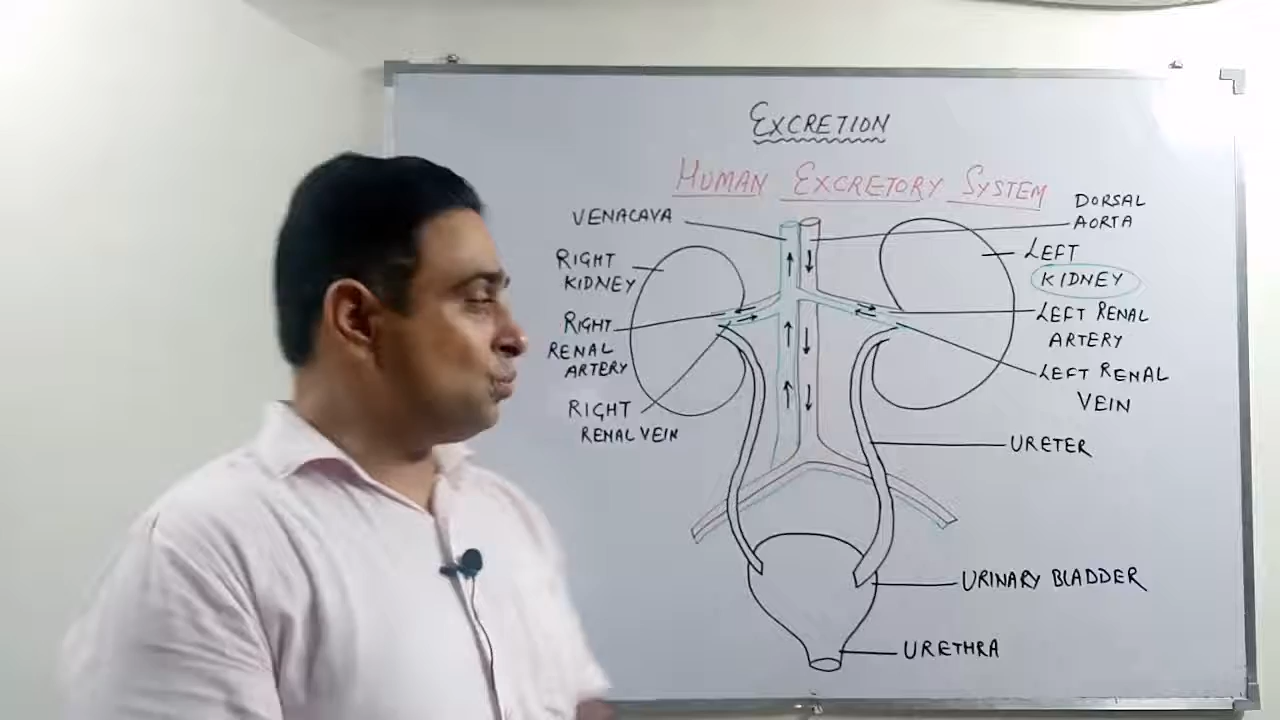 EXCRETION
HUMAN EXCRETORY SYSTEM
VENACAVA
DORSAL
AORTA
RIGHT
KIDNEY
LEFT
KIDNEY
RIGHT
RENAL
ARTERY
LEFT RENAL
ARTERY
LEFT RENAL
VEIN
RIGHT
RENAL VEIN
URETER
URINARY BLADDER
URETHRA